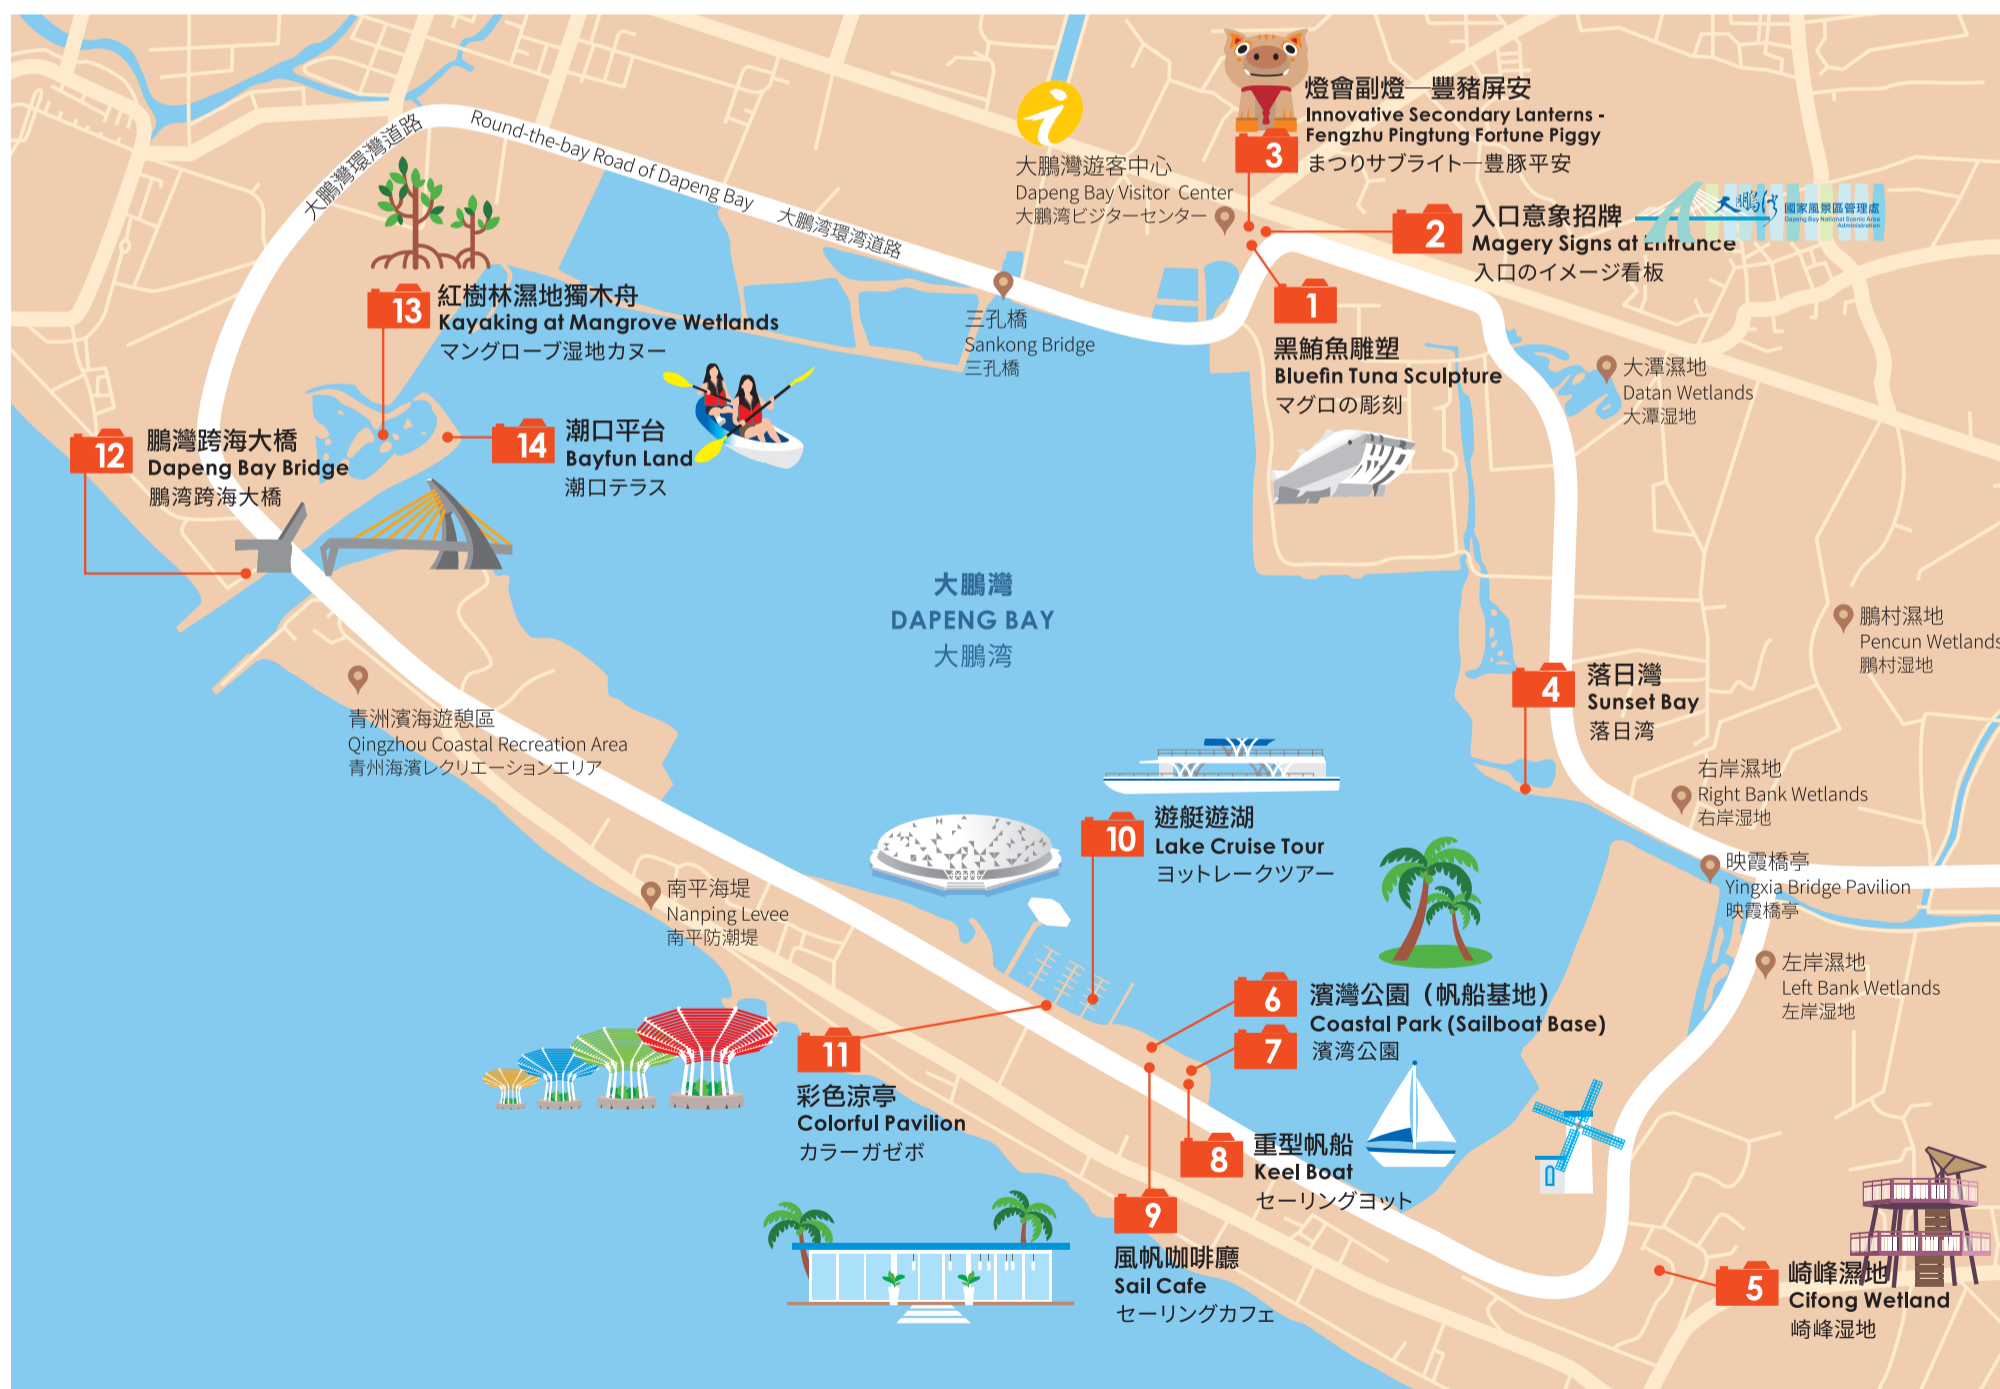 燈會副燈─豐豬屏安
Innovative Secondary Lanterns -
Fengzhu Pingtung Fortune Piggy
まつりサブライト─豊豚平安
3
大鵬灣遊客中心
Dapeng Bay Visitor Center
大鵬湾ビジターセンター
2
入口意象招牌
Magery Signs at Entrance
入口のイメージ看板
大鵬灣
國家風景區管理處
Dapeng Bay National Scenic Area
Administration
大鵬灣環灣道路
Round-the-bay Road of Dapeng Bay
大鵬湾環湾道路
1
黑鮪魚雕塑
Bluefin Tuna Sculpture
マグロの彫刻
13
紅樹林濕地獨木舟
Kayaking at Mangrove Wetlands
マングローブ湿地カヌー
三孔橋
Sankong Bridge
三孔橋
大潭濕地
Datan Wetlands
大潭湿地
12
鵬灣跨海大橋
Dapeng Bay Bridge
鵬湾跨海大橋
14
潮口平台
Bayfun Land
潮口テラス
大鵬灣
DAPENG BAY
大鵬湾
鵬村濕地
Pencun Wetlands
鵬村湿地
4
落日灣
Sunset Bay
落日湾
青洲濱海遊憩區
Qingzhou Coastal Recreation Area
青州海濱レクリエーションエリア
右岸濕地
Right Bank Wetlands
右岸湿地
10
遊艇遊湖
Lake Cruise Tour
ヨットレークツアー
映霞橋亭
Yingxia Bridge Pavilion
映霞橋亭
南平海堤
Nanping Levee
南平防潮堤
左岸濕地
Left Bank Wetlands
左岸湿地
6
7
濱灣公園（帆船基地）
Coastal Park (Sailboat Base)
濱湾公園
11
彩色涼亭
Colorful Pavilion
カラーガゼボ
8
重型帆船
Keel Boat
セーリングヨット
9
風帆咖啡廳
Sail Cafe
セーリングカフェ
5
崎峰濕地
Cifong Wetland
崎峰湿地